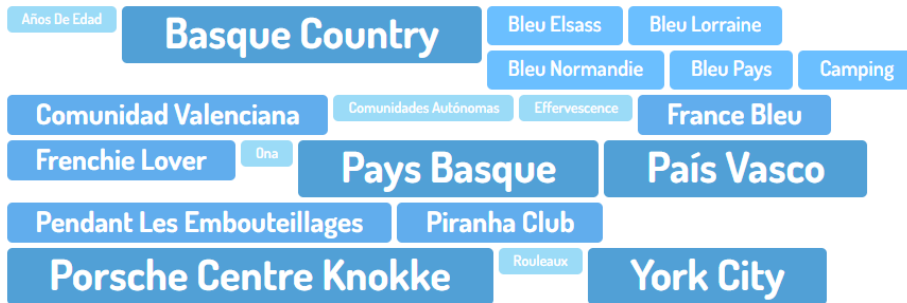 Años De Edad
Basque Country
Bleu Elsass
Bleu Lorraine
Bleu Normandie
Bleu Pays
Camping
Comunidad Valenciana
Comunidades Autónomas
Effervescence
France Bleu
Frenchie Lover
Ona
Pays Basque
País Vasco
Pendant Les Embouteillages
Piranha Club
Porsche Centre Knokke
Rouleaux
York City